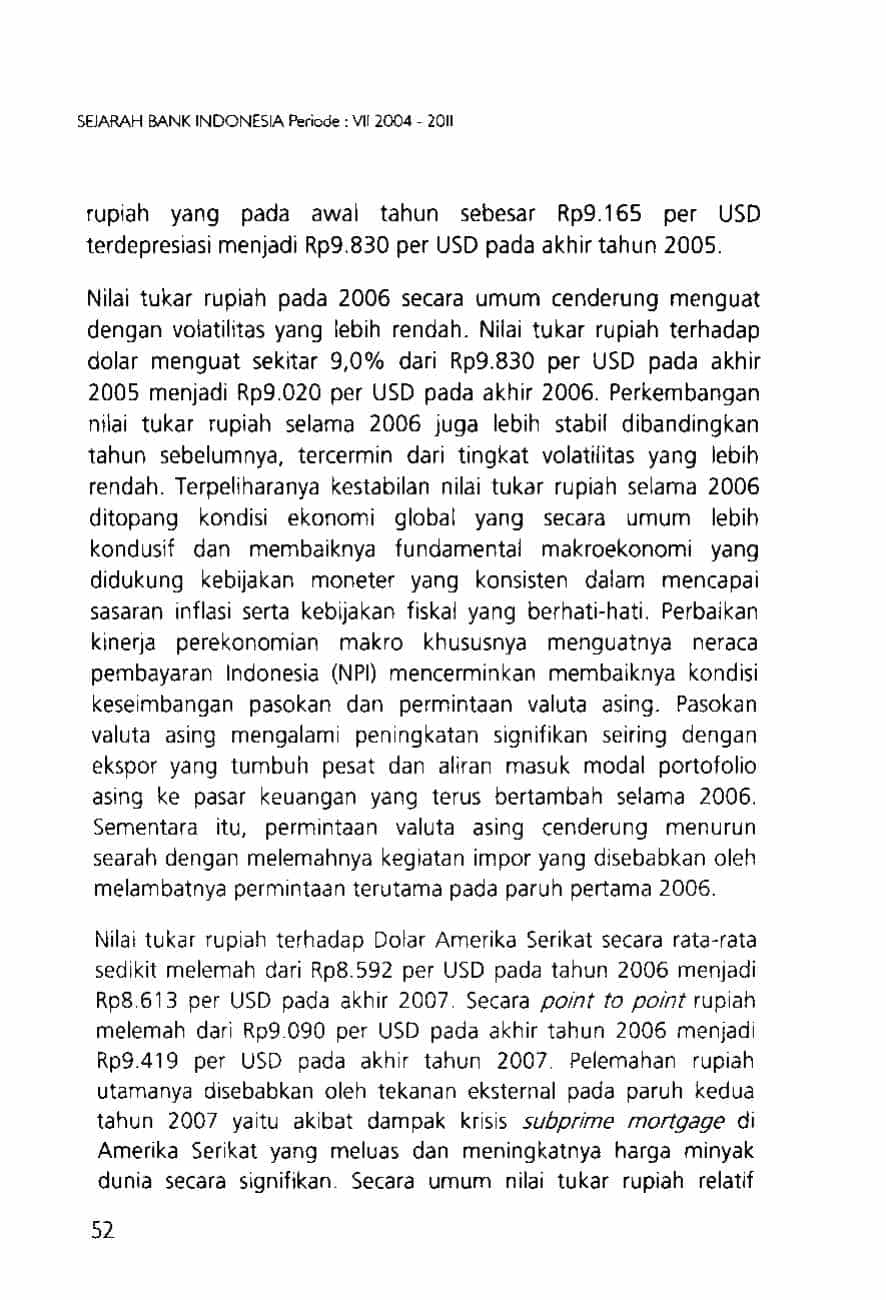 SEJARAH BANK INDONESIA Periode : VII 2004 - 2011
rupiah yang pada awal tahun sebesar Rp9.165 per USD
terdepresiasi menjadi Rp9.830 per USD pada akhir tahun 2005.
Nilai tukar rupiah pada 2006 secara umum cenderung menguat
dengan volatilitas yang lebih rendah. Nilai tukar rupiah terhadap
dolar menguat sekitar 9,0% dari Rp9.830 per USD pada akhir
2005 menjadi Rp9.020 per USD pada akhir 2006. Perkembangan
nilai tukar rupiah selama 2006 juga lebih stabil dibandingkan
tahun sebelumnya, tercermin dari tingkat volatilitas yang lebih
rendah. Terpeliharanya kestabilan nilai tukar rupiah selama 2006
ditopang kondisi ekonomi global yang secara umum lebih
kondusif dan membaiknya fundamental makroekonomi yang
didukung kebijakan moneter yang konsisten dalam mencapai
sasaran inflasi serta kebijakan fiskal yang berhati-hati. Perbaikan
kinerja perekonomian makro khususnya menguatnya neraca
pembayaran Indonesia (NPI) mencerminkan membaiknya kondisi
keseimbangan pasokan dan permintaan valuta asing. Pasokan
valuta asing mengalami peningkatan signifikan seiring dengan
ekspor yang tumbuh pesat dan aliran masuk modal portofolio
asing ke pasar keuangan yang terus bertambah selama 2006.
Sementara itu, permintaan valuta asing cenderung menurun
searah dengan melemahnya kegiatan impor yang disebabkan oleh
melambatnya permintaan terutama pada paruh pertama 2006.
Nilai tukar rupiah terhadap Dolar Amerika Serikat secara rata-rata
sedikit melemah dari Rp8.592 per USD pada tahun 2006 menjadi
Rp8.613 per USD pada akhir 2007. Secara point to point rupiah
melemah dari Rp9.090 per USD pada akhir tahun 2006 menjadi
Rp9.419 per USD pada akhir tahun 2007. Pelemahan rupiah
utamanya disebabkan oleh tekanan eksternal pada paruh kedua
tahun 2007 yaitu akibat dampak krisis subprime mortgage di
Amerika Serikat yang meluas dan meningkatnya harga minyak
dunia secara signifikan. Secara umum nilai tukar rupiah relatif
52